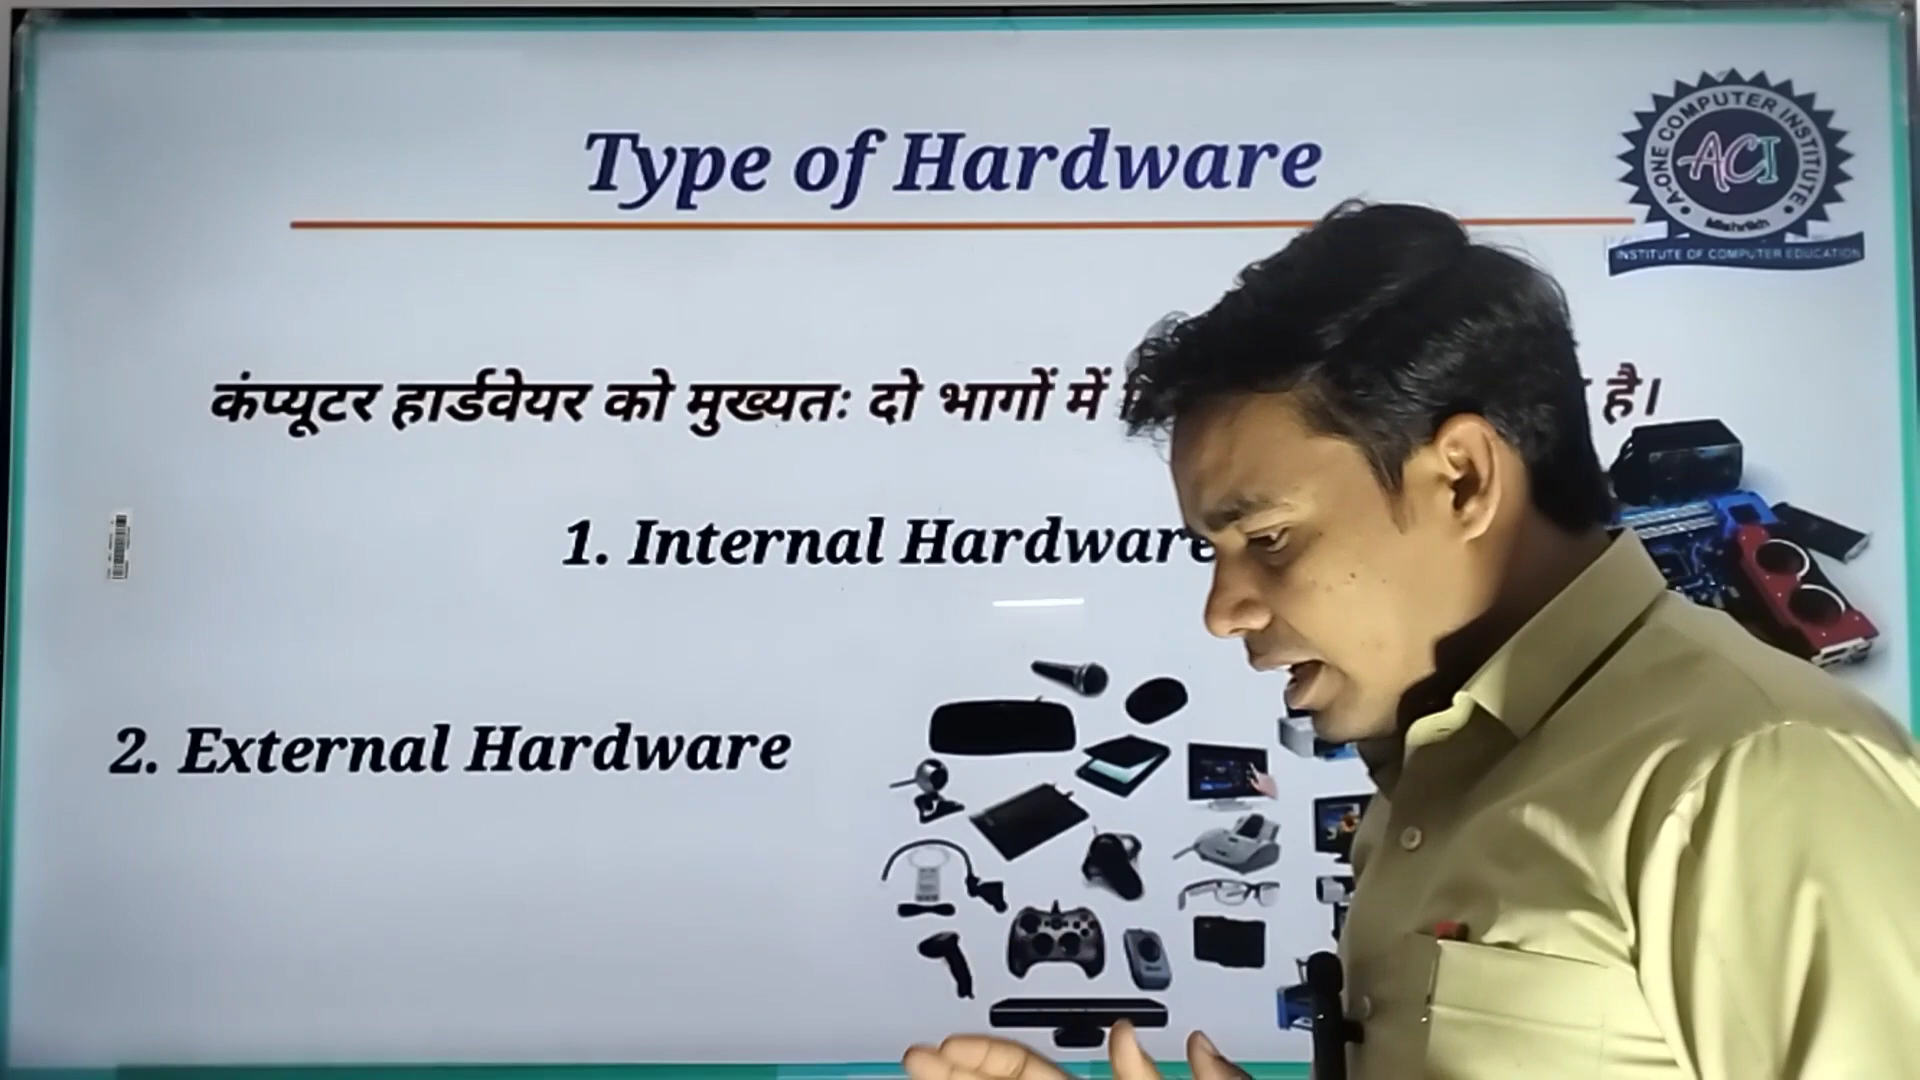 Type of Hardware
A-ONE COMPUTER INSTITUTE
ACI
Mishrikh
INSTITUTE OF COMPUTER EDUCATION
कंप्यूटर हार्डवेयर को मुख्यतः दो भागों में है।
1. Internal Hardware
2. External Hardware